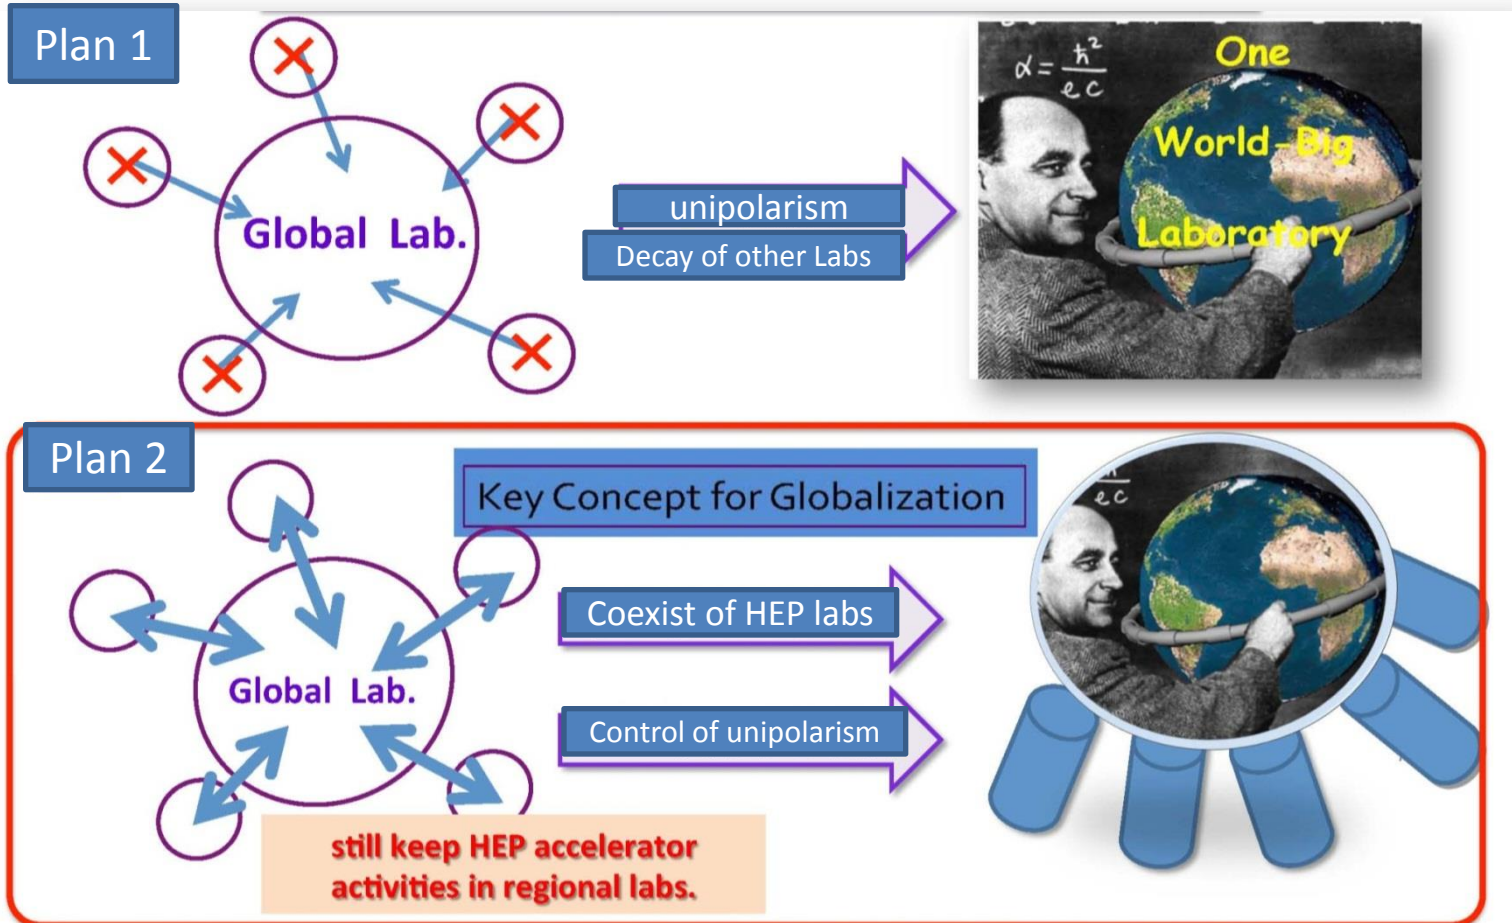 Plan 1
Global Lab.
unipolarism
Decay of other Labs
α = ħ²
e c
One
World-Big
Laboratory
Plan 2
Key Concept for Globalization
Global Lab.
Coexist of HEP labs
Control of unipolarism
still keep HEP accelerator
activities in regional labs.
ec